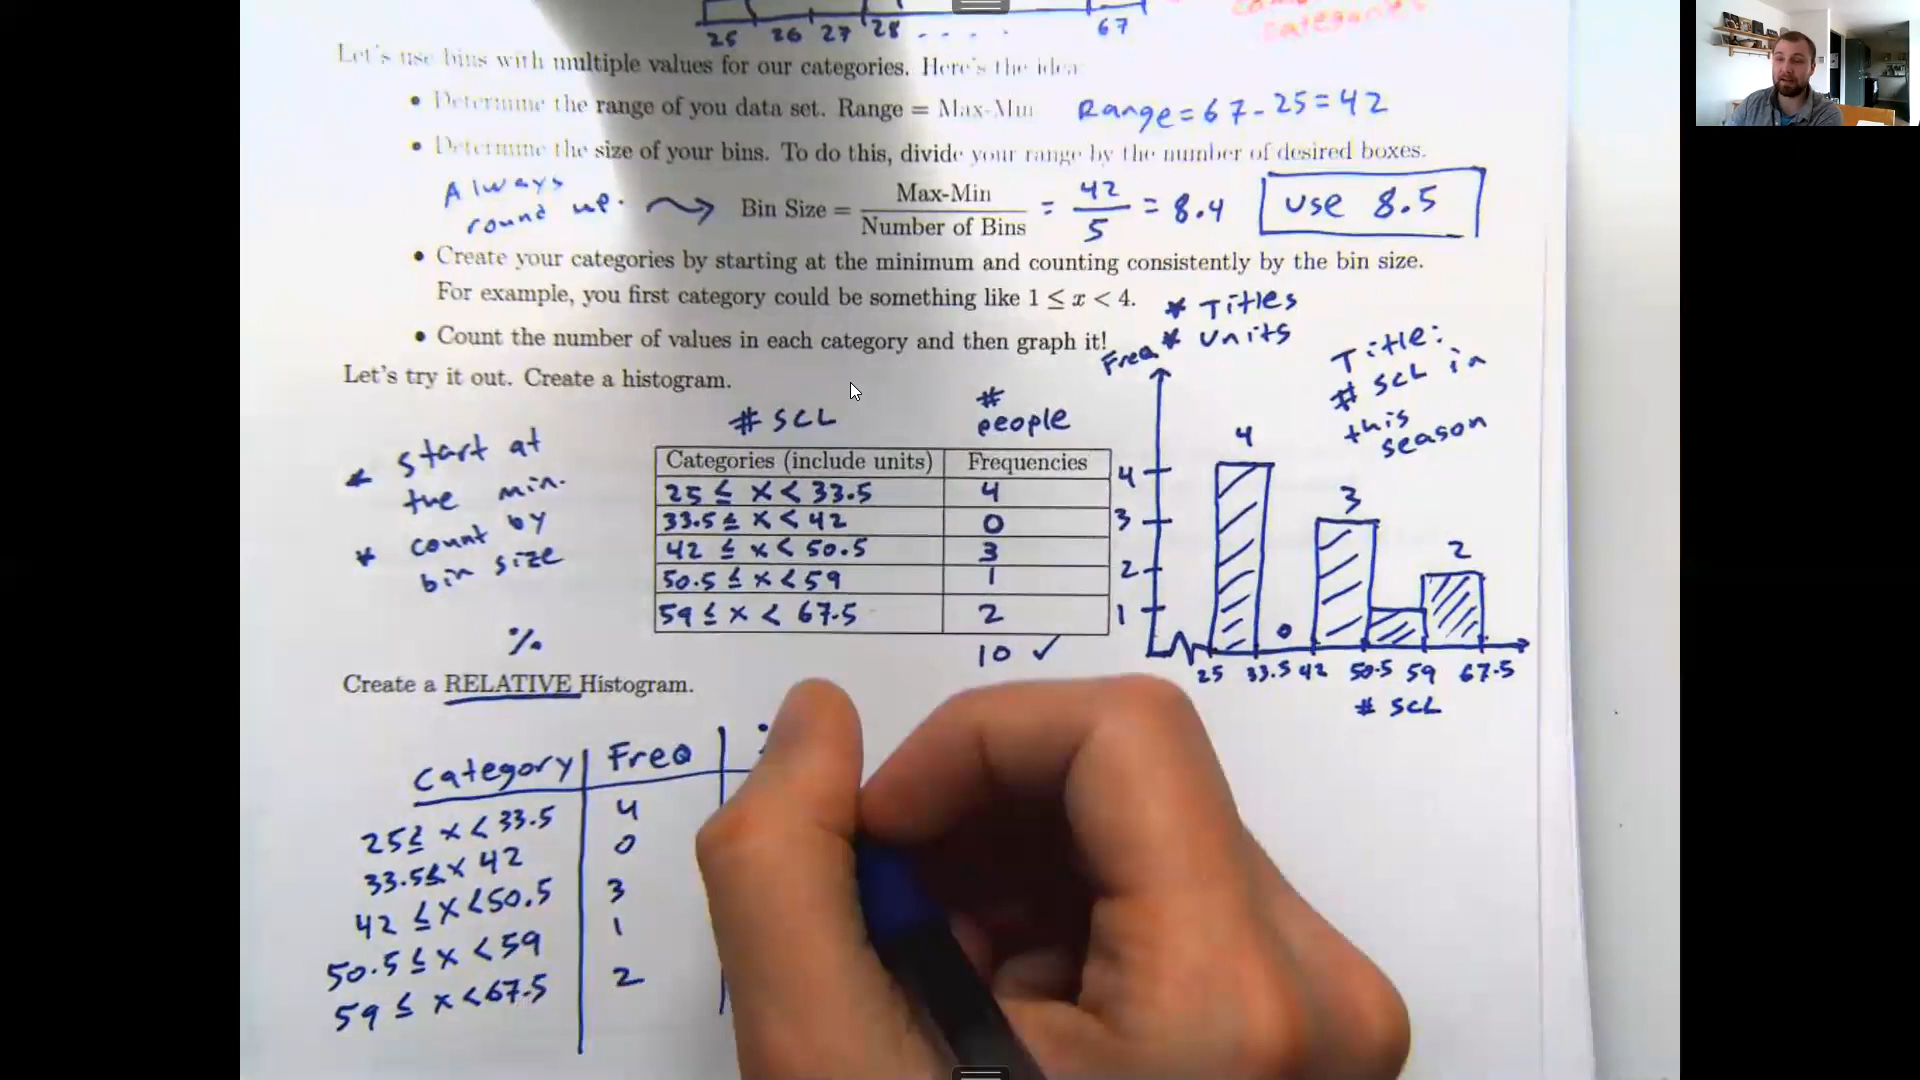 25 26 27 28 . . . . 67
categories
Let's use bins with multiple values for our categories. Here's the idea:
• Determine the range of you data set. Range = Max-Min Range = 67 - 25 = 42
• Determine the size of your bins. To do this, divide your range by the number of desired boxes.
Always round up. Bin Size = Max-Min / Number of Bins = 42 / 5 = 8.4 use 8.5
• Create your categories by starting at the minimum and counting consistently by the bin size.
For example, you first category could be something like 1 ≤ x < 4.
• Count the number of values in each category and then graph it!
* Titles
* Units
Let's try it out. Create a histogram.
* start at
the min.
* count by
bin size
# SCL # people
Categories (include units) Frequencies
25 ≤ x < 33.5 4
33.5 ≤ x < 42 0
42 ≤ x < 50.5 3
50.5 ≤ x < 59 1
59 ≤ x < 67.5 2
10 ✓
Freq
Title:
# SCL in
this
season
4
3
2
1
4 0 3 2
25 33.5 42 50.5 59 67.5
# SCL
%
Create a RELATIVE Histogram.
Category Freq
25 ≤ x < 33.5 4
33.5 ≤ x 42 0
42 ≤ x < 50.5 3
50.5 ≤ x < 59 1
59 ≤ x < 67.5 2